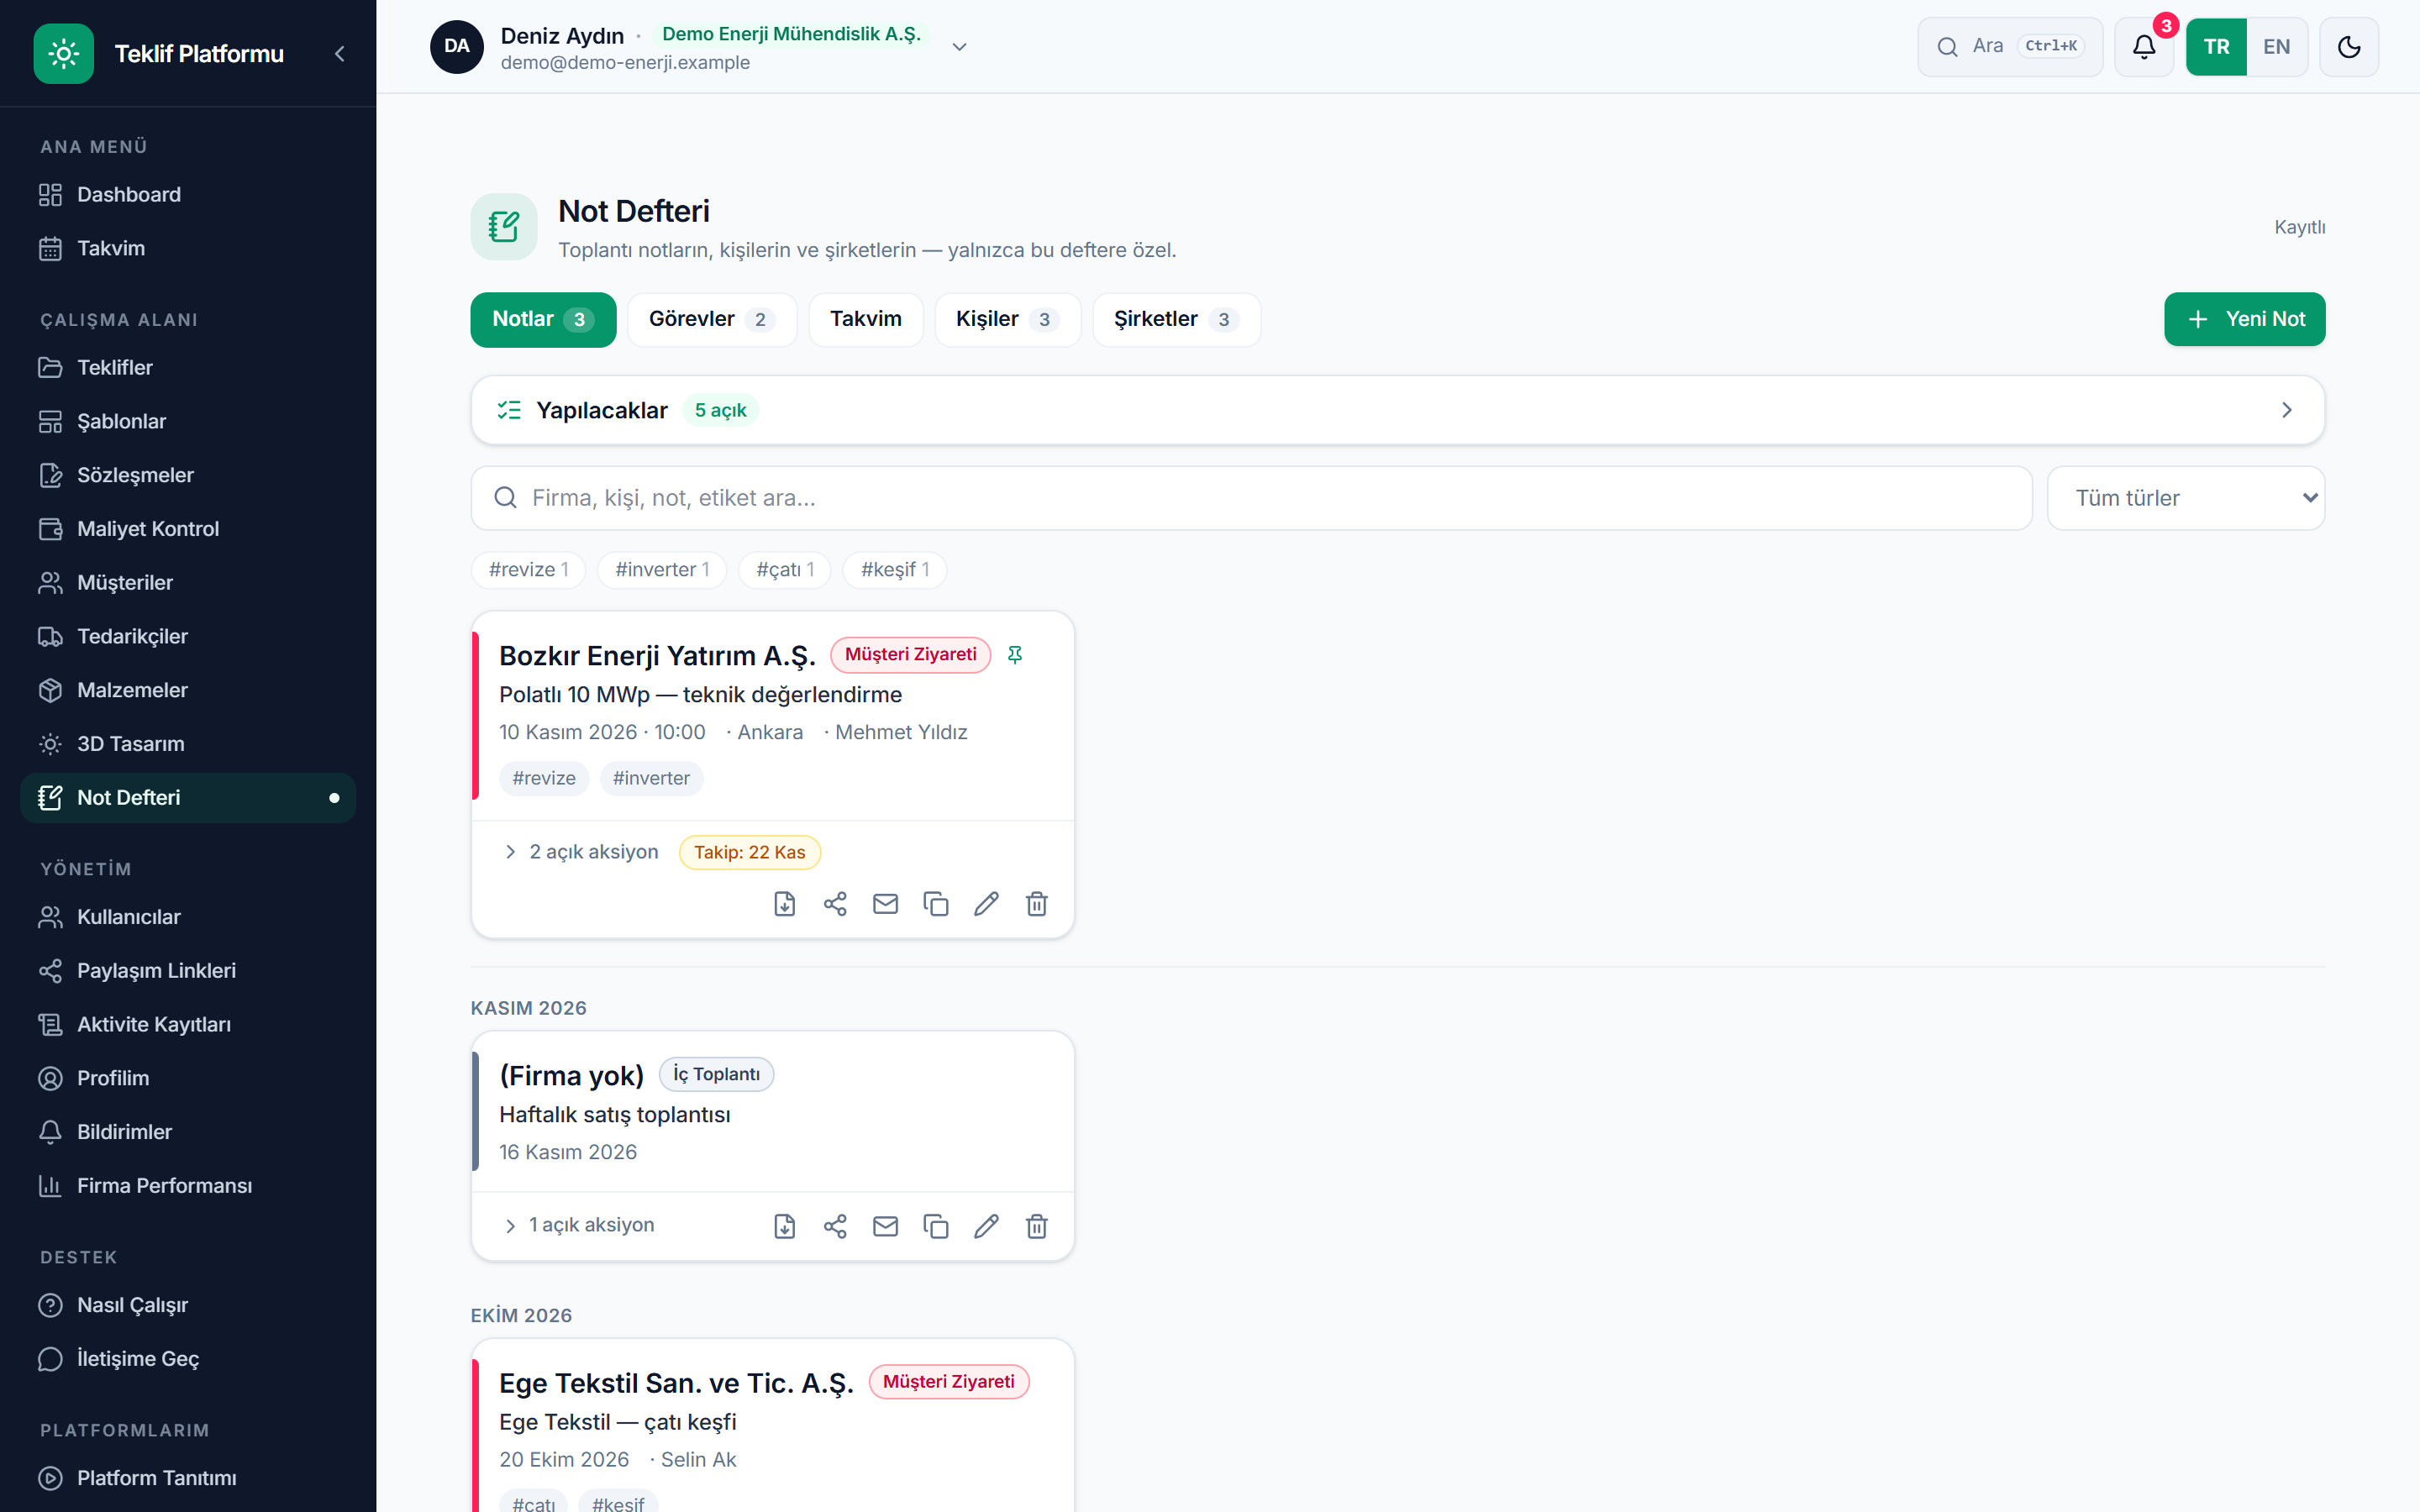 Teklif Platformu
ANA MENÜ
Dashboard
Takvim
ÇALIŞMA ALANI
Teklifler
Şablonlar
Sözleşmeler
Maliyet Kontrol
Müşteriler
Tedarikçiler
Malzemeler
3D Tasarım
Not Defteri
YÖNETİM
Kullanıcılar
Paylaşım Linkleri
Aktivite Kayıtları
Profilim
Bildirimler
Firma Performansı
DESTEK
Nasıl Çalışır
İletişime Geç
PLATFORMLARIM
Platform Tanıtımı
DA
Deniz Aydın · Demo Enerji Mühendislik A.Ş.
demo@demo-enerji.example
Ara Ctrl+K
3
TR EN
Not Defteri
Toplantı notların, kişilerin ve şirketlerin — yalnızca bu deftere özel.
Kayıtlı
Notlar 3 Görevler 2 Takvim Kişiler 3 Şirketler 3
Yeni Not
Yapılacaklar 5 açık
Firma, kişi, not, etiket ara...
Tüm türler
#revize 1 #inverter 1 #çatı 1 #keşif 1
Bozkır Enerji Yatırım A.Ş. Müşteri Ziyareti
Polatlı 10 MWp — teknik değerlendirme
10 Kasım 2026 · 10:00 · Ankara · Mehmet Yıldız
#revize #inverter
2 açık aksiyon Takip: 22 Kas
KASIM 2026
(Firma yok) İç Toplantı
Haftalık satış toplantısı
16 Kasım 2026
1 açık aksiyon
EKİM 2026
Ege Tekstil San. ve Tic. A.Ş. Müşteri Ziyareti
Ege Tekstil — çatı keşfi
20 Ekim 2026 · Selin Ak
#çatı #keşif